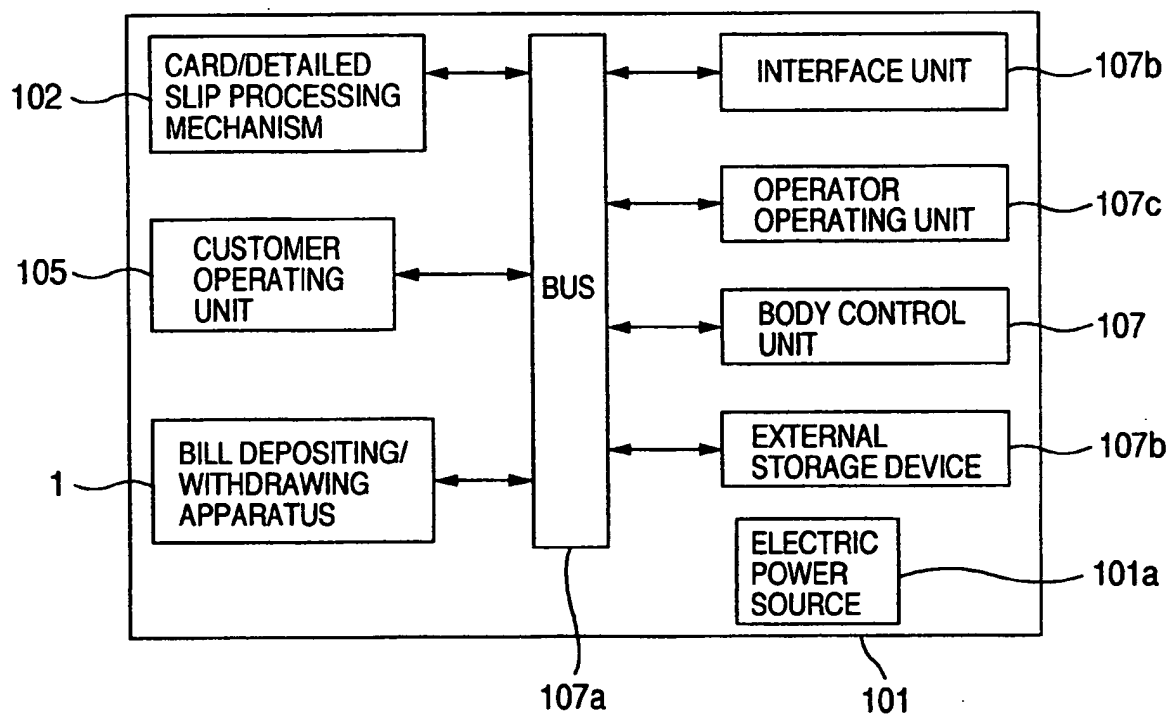 102
CARD/DETAILED
SLIP PROCESSING
MECHANISM
105
CUSTOMER
OPERATING
UNIT
1
BILL DEPOSITING/
WITHDRAWING
APPARATUS
BUS
107a
INTERFACE UNIT
107b
OPERATOR
OPERATING UNIT
107c
BODY CONTROL
UNIT
107
EXTERNAL
STORAGE DEVICE
107b
ELECTRIC
POWER
SOURCE
101a
101